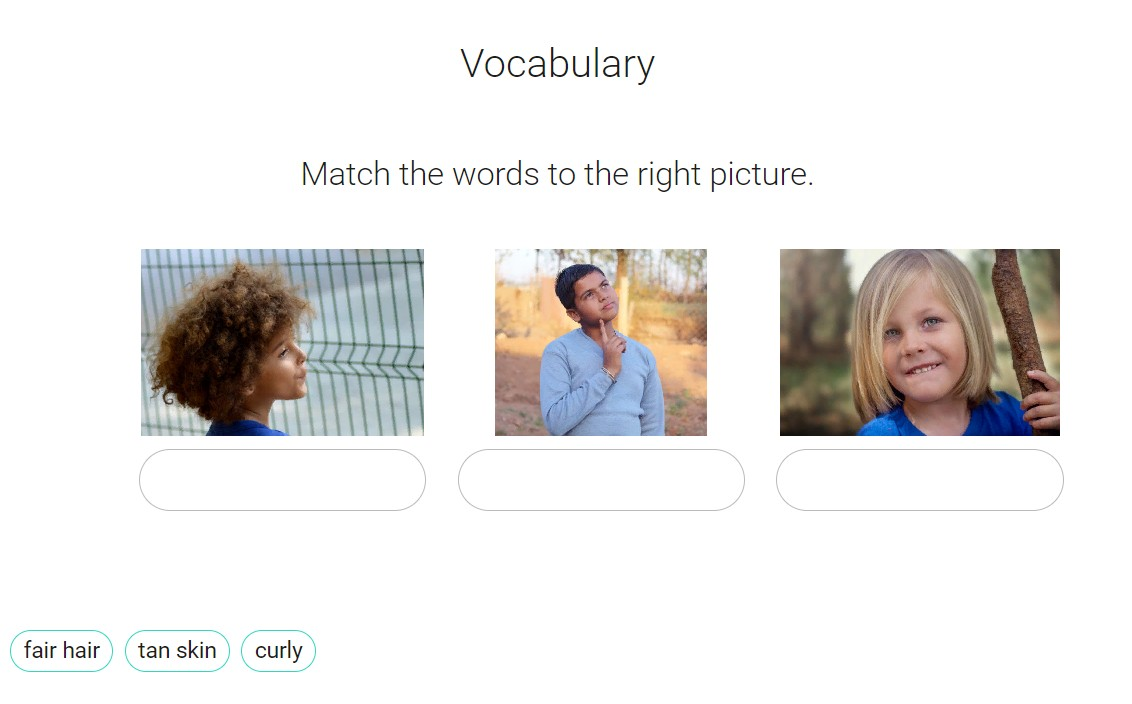 Vocabulary
Match the words to the right picture.
fair hair tan skin curly